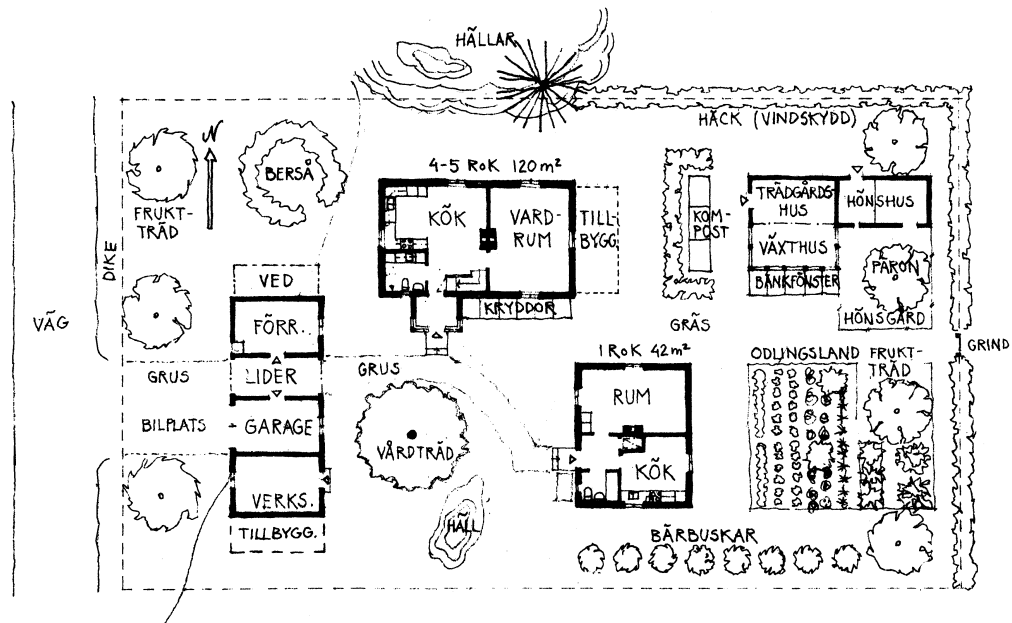 HÄLLAR
HÄCK (VINDSKYDD)
N
BERSÅ
FRUKT-
TRÄD
DIKE
VÄG
4-5 RoK 120 m²
KÖK
VARD-
RUM
TILL-
BYGG
KRYDDOR
KOM-
POST
GRÄS
TRÄDGÅRDS-
HUS
VÄXTHUS
BÄNKFÖNSTER
HÖNSHUS
PÄRON
HÖNSGÅRD
GRIND
VED
FÖRR.
LIDER
GARAGE
VERKS.
TILLBYGG.
GRUS
BILPLATS
GRUS
VÅRDTRÄD
HÄLL
1 RoK 42 m²
RUM
KÖK
ODLINGSLAND
FRUKT-
TRÄD
BÄRBUSKAR